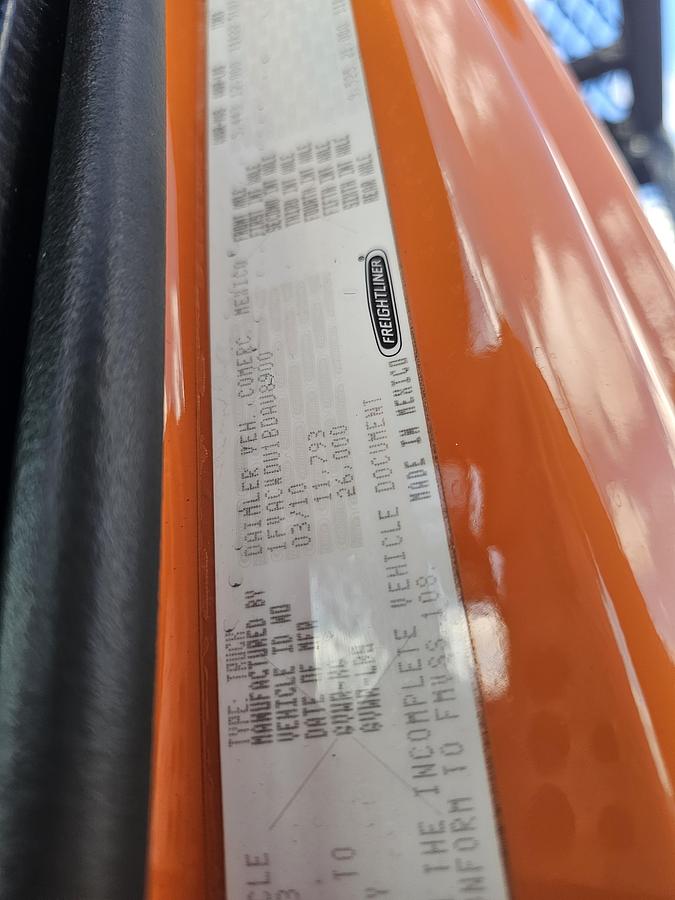 TYPE: TRUCK
MANUFACTURED BY DAIMLER VEH. COMERC. MEXICO
VEHICLE ID NO 1FVACWDU1BDAU8900
DATE OF MFR 03/10
GVWR-KG 11,793
GVWR-LBW 26,000
THE INCOMPLETE VEHICLE DOCUMENT
TO FMVSS 108.
MADE IN MEXICO
FREIGHTLINER
FRONT AXLE
FIRST INT AXLE
SECOND INT AXLE
THIRD INT AXLE
FOURTH INT AXLE
FIFTH INT AXLE
SIXTH INT AXLE
REAR AXLE
TO